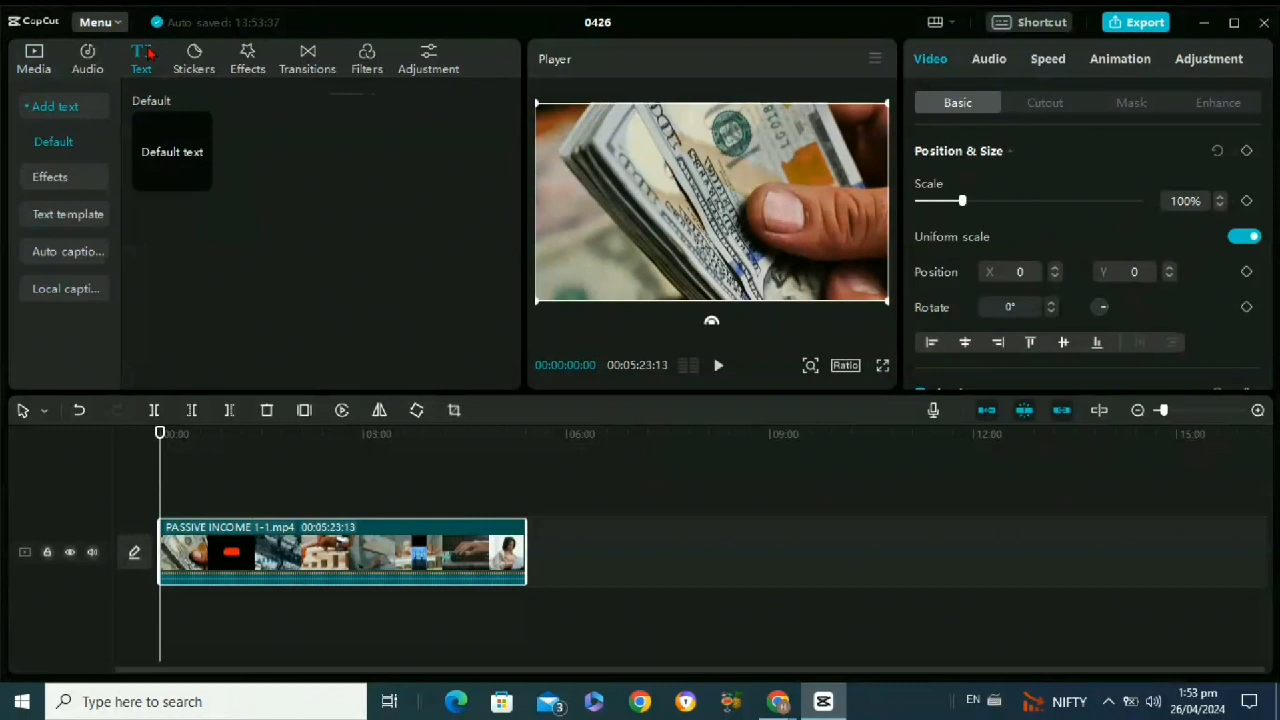 CapCut
Menu
Auto saved: 13:53:37
0426
Shortcut
Export
Media
Audio
Text
Stickers
Effects
Transitions
Filters
Adjustment
Add text
Default
Effects
Text template
Auto captio...
Local capti...
Default
Default text
Player
00:00:00:00
00:05:23:13
Ratio
Video
Audio
Speed
Animation
Adjustment
Basic
Cutout
Mask
Enhance
Position & Size
Scale
100%
Uniform scale
Position X 0 Y 0
Rotate 0°
00:00
03:00
06:00
09:00
12:00
15:00
PASSIVE INCOME 1-1.mp4 00:05:23:13
Type here to search
3
EN
NIFTY
1:53 pm
26/04/2024